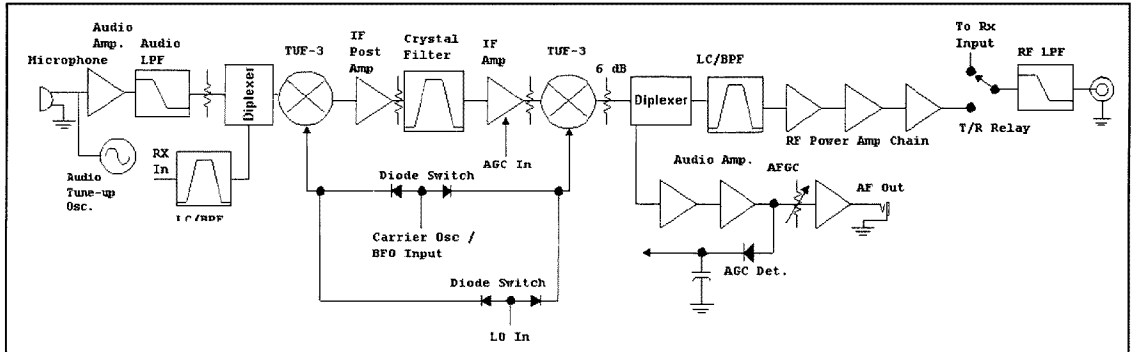 Audio
Amp.
Microphone
Audio
LPF
Diplexer
TUF-3
IF
Post
Amp
Crystal
Filter
IF
Amp
TUF-3
6 dB
Diplexer
LC/BPF
RF Power Amp Chain
To Rx
Input
RF LPF
T/R Relay
RX
In
LC/BPF
Audio
Tune-up
Osc.
AGC In
Diode Switch
Carrier Osc /
BFO Input
Diode Switch
LO In
Audio Amp.
AFGC
AF Out
AGC Det.